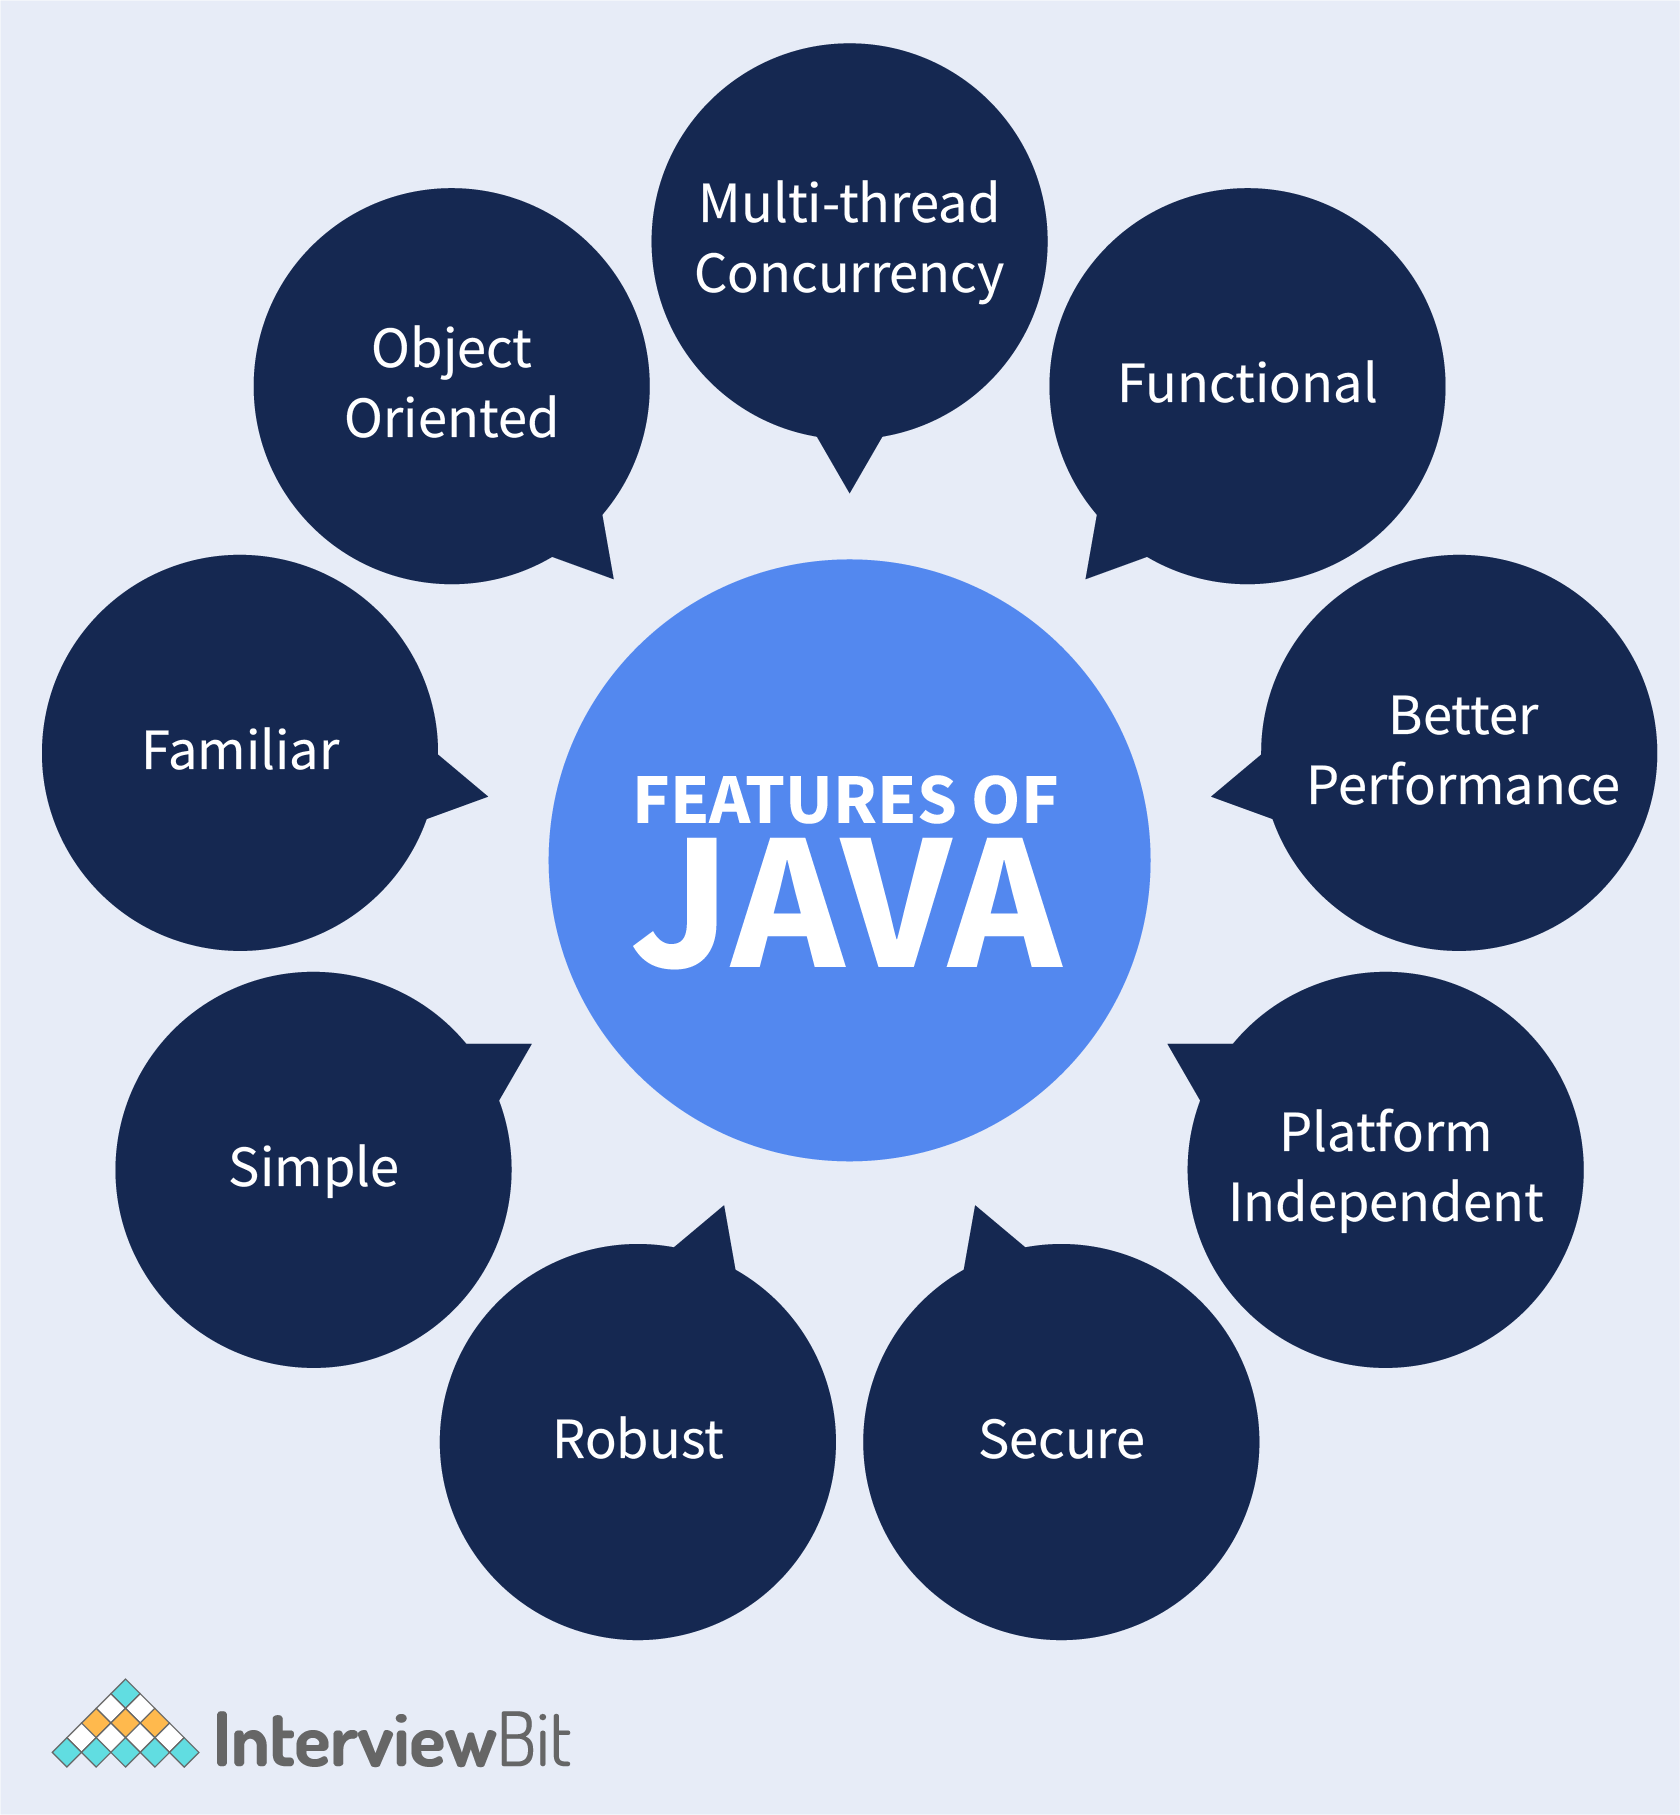 Multi-thread
Concurrency
Functional
Object
Oriented
Better
Performance
Familiar
FEATURES OF
JAVA
Platform
Independent
Simple
Robust
Secure
InterviewBit